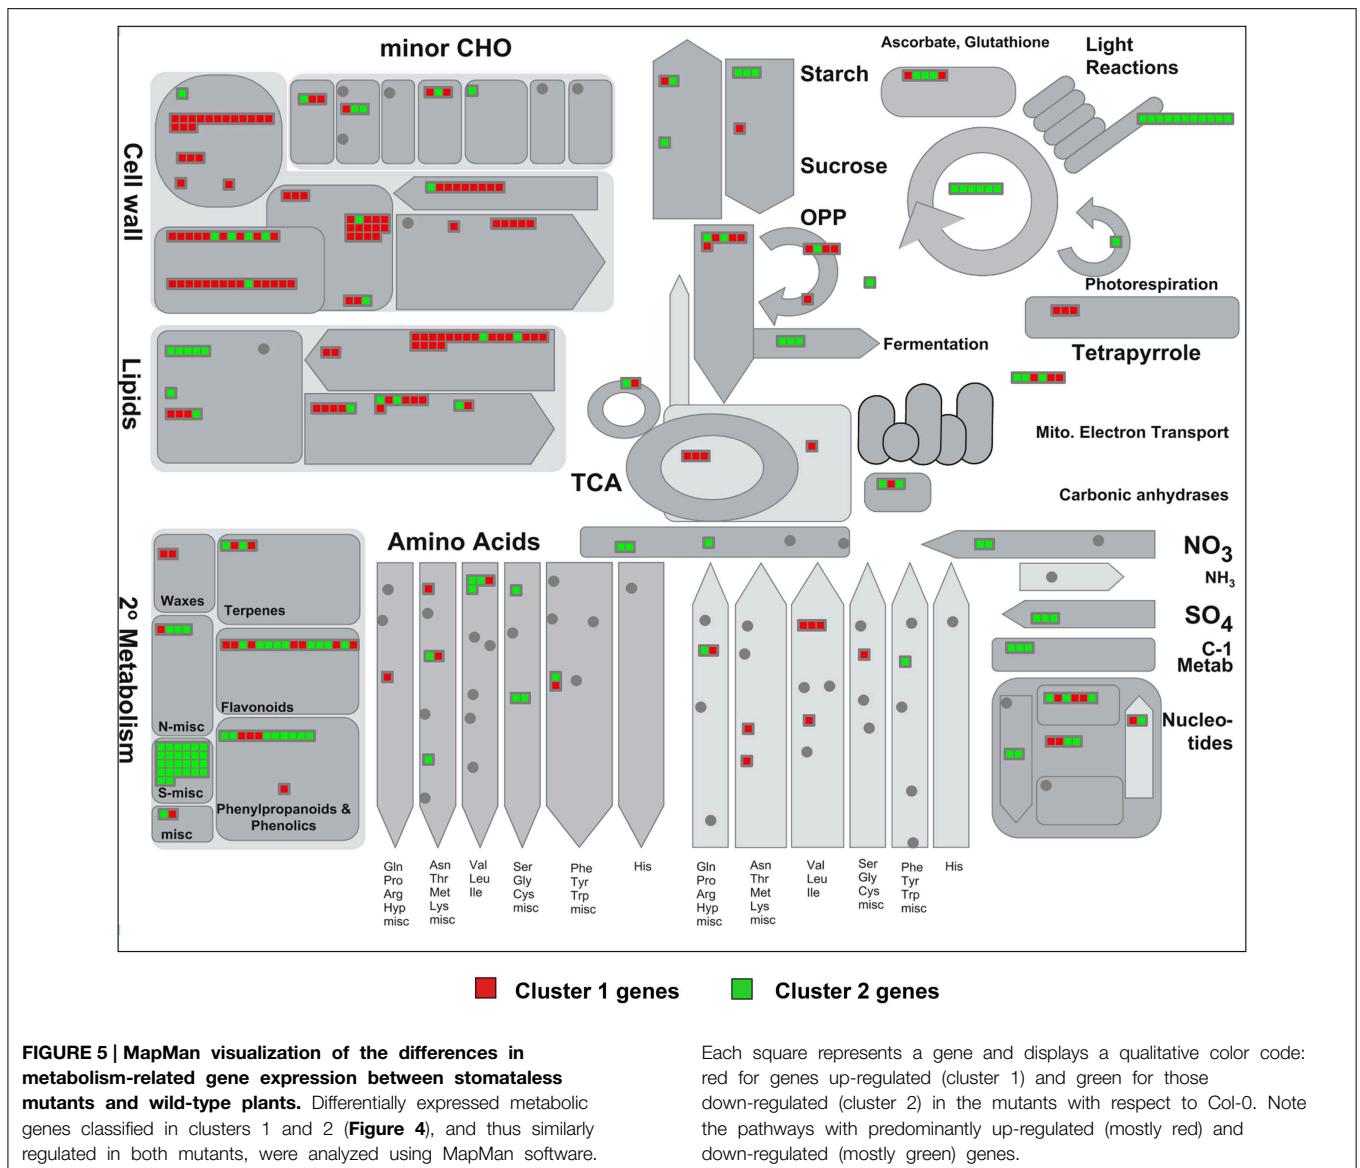 minor CHO
Cell wall
Lipids
2° Metabolism
Starch
Sucrose
OPP
Ascorbate, Glutathione
Light
Reactions
Photorespiration
Tetrapyrrole
Fermentation
Mito. Electron Transport
Carbonic anhydrases
TCA
Amino Acids
NO3
NH3
SO4
C-1
Metab
Nucleo-
tides
Waxes
Terpenes
Flavonoids
N-misc
S-misc
misc
Phenylpropanoids &
Phenolics
Gln
Pro
Arg
Hyp
misc
Asn
Thr
Met
Lys
misc
Val
Leu
Ile
Ser
Gly
Cys
misc
Phe
Tyr
Trp
misc
His
Gln
Pro
Arg
Hyp
misc
Asn
Thr
Met
Lys
misc
Val
Leu
Ile
Ser
Gly
Cys
misc
Phe
Tyr
Trp
misc
His
Cluster 1 genes
Cluster 2 genes
FIGURE 5 | MapMan visualization of the differences in
metabolism-related gene expression between stomataless
mutants and wild-type plants. Differentially expressed metabolic
genes classified in clusters 1 and 2 (Figure 4), and thus similarly
regulated in both mutants, were analyzed using MapMan software.
Each square represents a gene and displays a qualitative color code:
red for genes up-regulated (cluster 1) and green for those
down-regulated (cluster 2) in the mutants with respect to Col-0. Note
the pathways with predominantly up-regulated (mostly red) and
down-regulated (mostly green) genes.